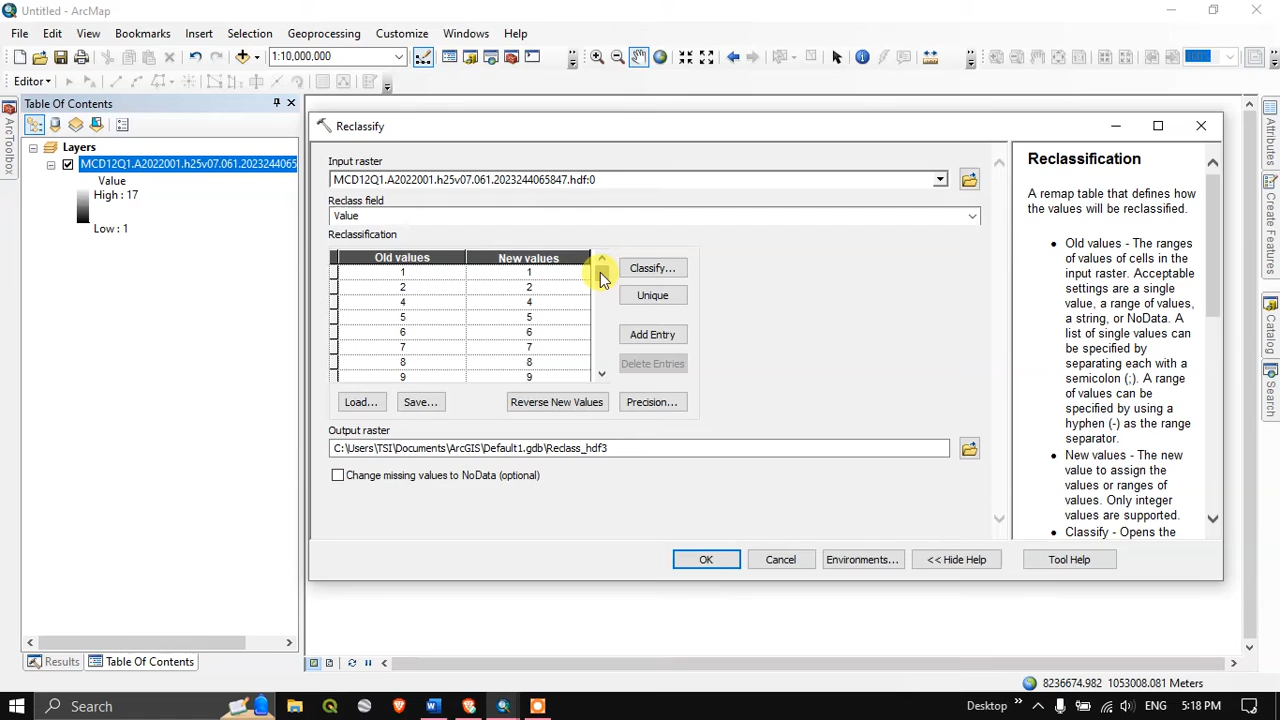 Untitled - ArcMap
File Edit View Bookmarks Insert Selection Geoprocessing Customize Windows Help
1:10,000,000
Editor
Table Of Contents
Layers
MCD12Q1.A2022001.h25v07.061.2023244065
Value
High : 17
Low : 1
Results
Table Of Contents
ArcToolbox
Reclassify
Input raster
MCD12Q1.A2022001.h25v07.061.2023244065847.hdf:0
Reclass field
Value
Reclassification
Old values New values
1 1
2 2
4 4
5 5
6 6
7 7
8 8
9 9
Classify...
Unique
Add Entry
Delete Entries
Load... Save... Reverse New Values Precision...
Output raster
C:\Users\TSI\Documents\ArcGIS\Default1.gdb\Reclass_hdf3
Change missing values to NoData (optional)
OK Cancel Environments... << Hide Help Tool Help
Reclassification
A remap table that defines how
the values will be reclassified.
• Old values - The ranges
of values of cells in the
input raster. Acceptable
settings are a single
value, a range of values,
a string, or NoData. A
list of single values can
be specified by
separating each with a
semicolon (;). A range
of values can be
specified by using a
hyphen (-) as the range
separator.
• New values - The new
value to assign the
values or ranges of
values. Only integer
values are supported.
• Classify - Opens the
Attributes
Create Features
Catalog
Search
8236674.982 1053008.081 Meters
Search
Desktop
ENG 5:18 PM